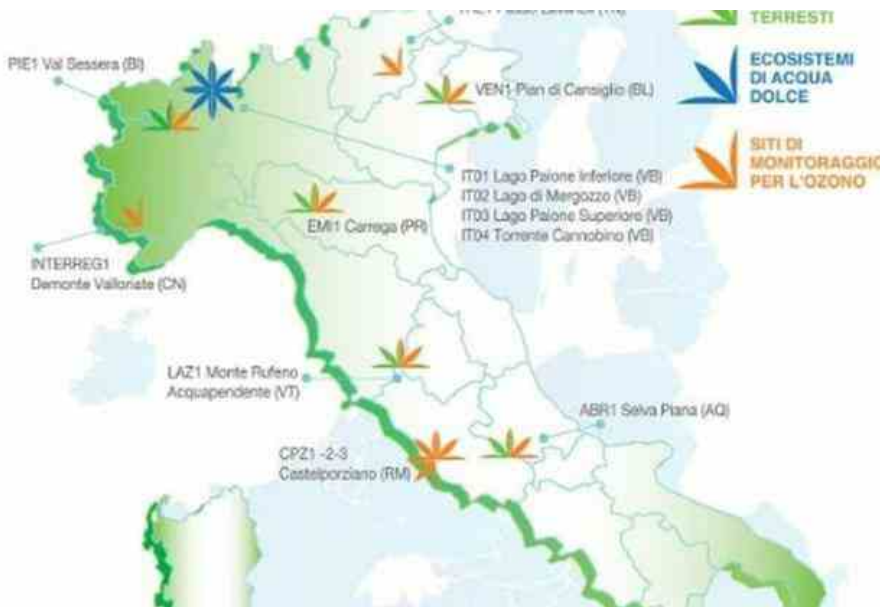 TERRESTI
PIE1 Val Sessera (BI)
ECOSISTEMI
DI ACQUA
DOLCE
VEN1 Pian di Cansiglio (BL)
SITI DI
MONITORAGGIO
PER L'OZONO
IT01 Lago Paione Inferiore (VB)
IT02 Lago di Mergozzo (VB)
IT03 Lago Paione Superiore (VB)
IT04 Torrente Cannobino (VB)
EMI1 Carrega (PR)
INTERREG1
Demonte Valloriate (CN)
LAZ1 Monte Rufeno
Acquapendente (VT)
ABR1 Selva Piana (AQ)
CPZ1 -2-3
Castelporziano (RM)